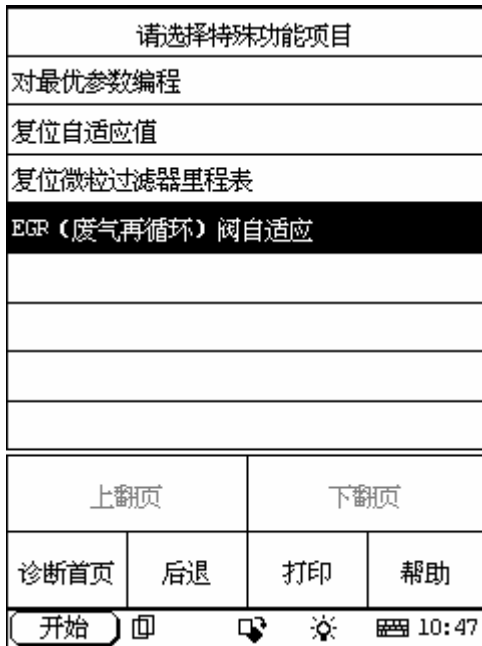 请选择特殊功能项目
对最优参数编程
复位自适应值
复位微粒过滤器里程表
EGR（废气再循环）阀自适应
上翻页 下翻页
诊断首页 后退 打印 帮助
开始 10:47